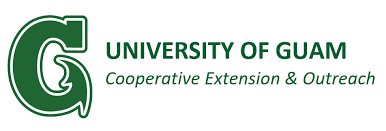 G
UNIVERSITY OF GUAM
Cooperative Extension & Outreach